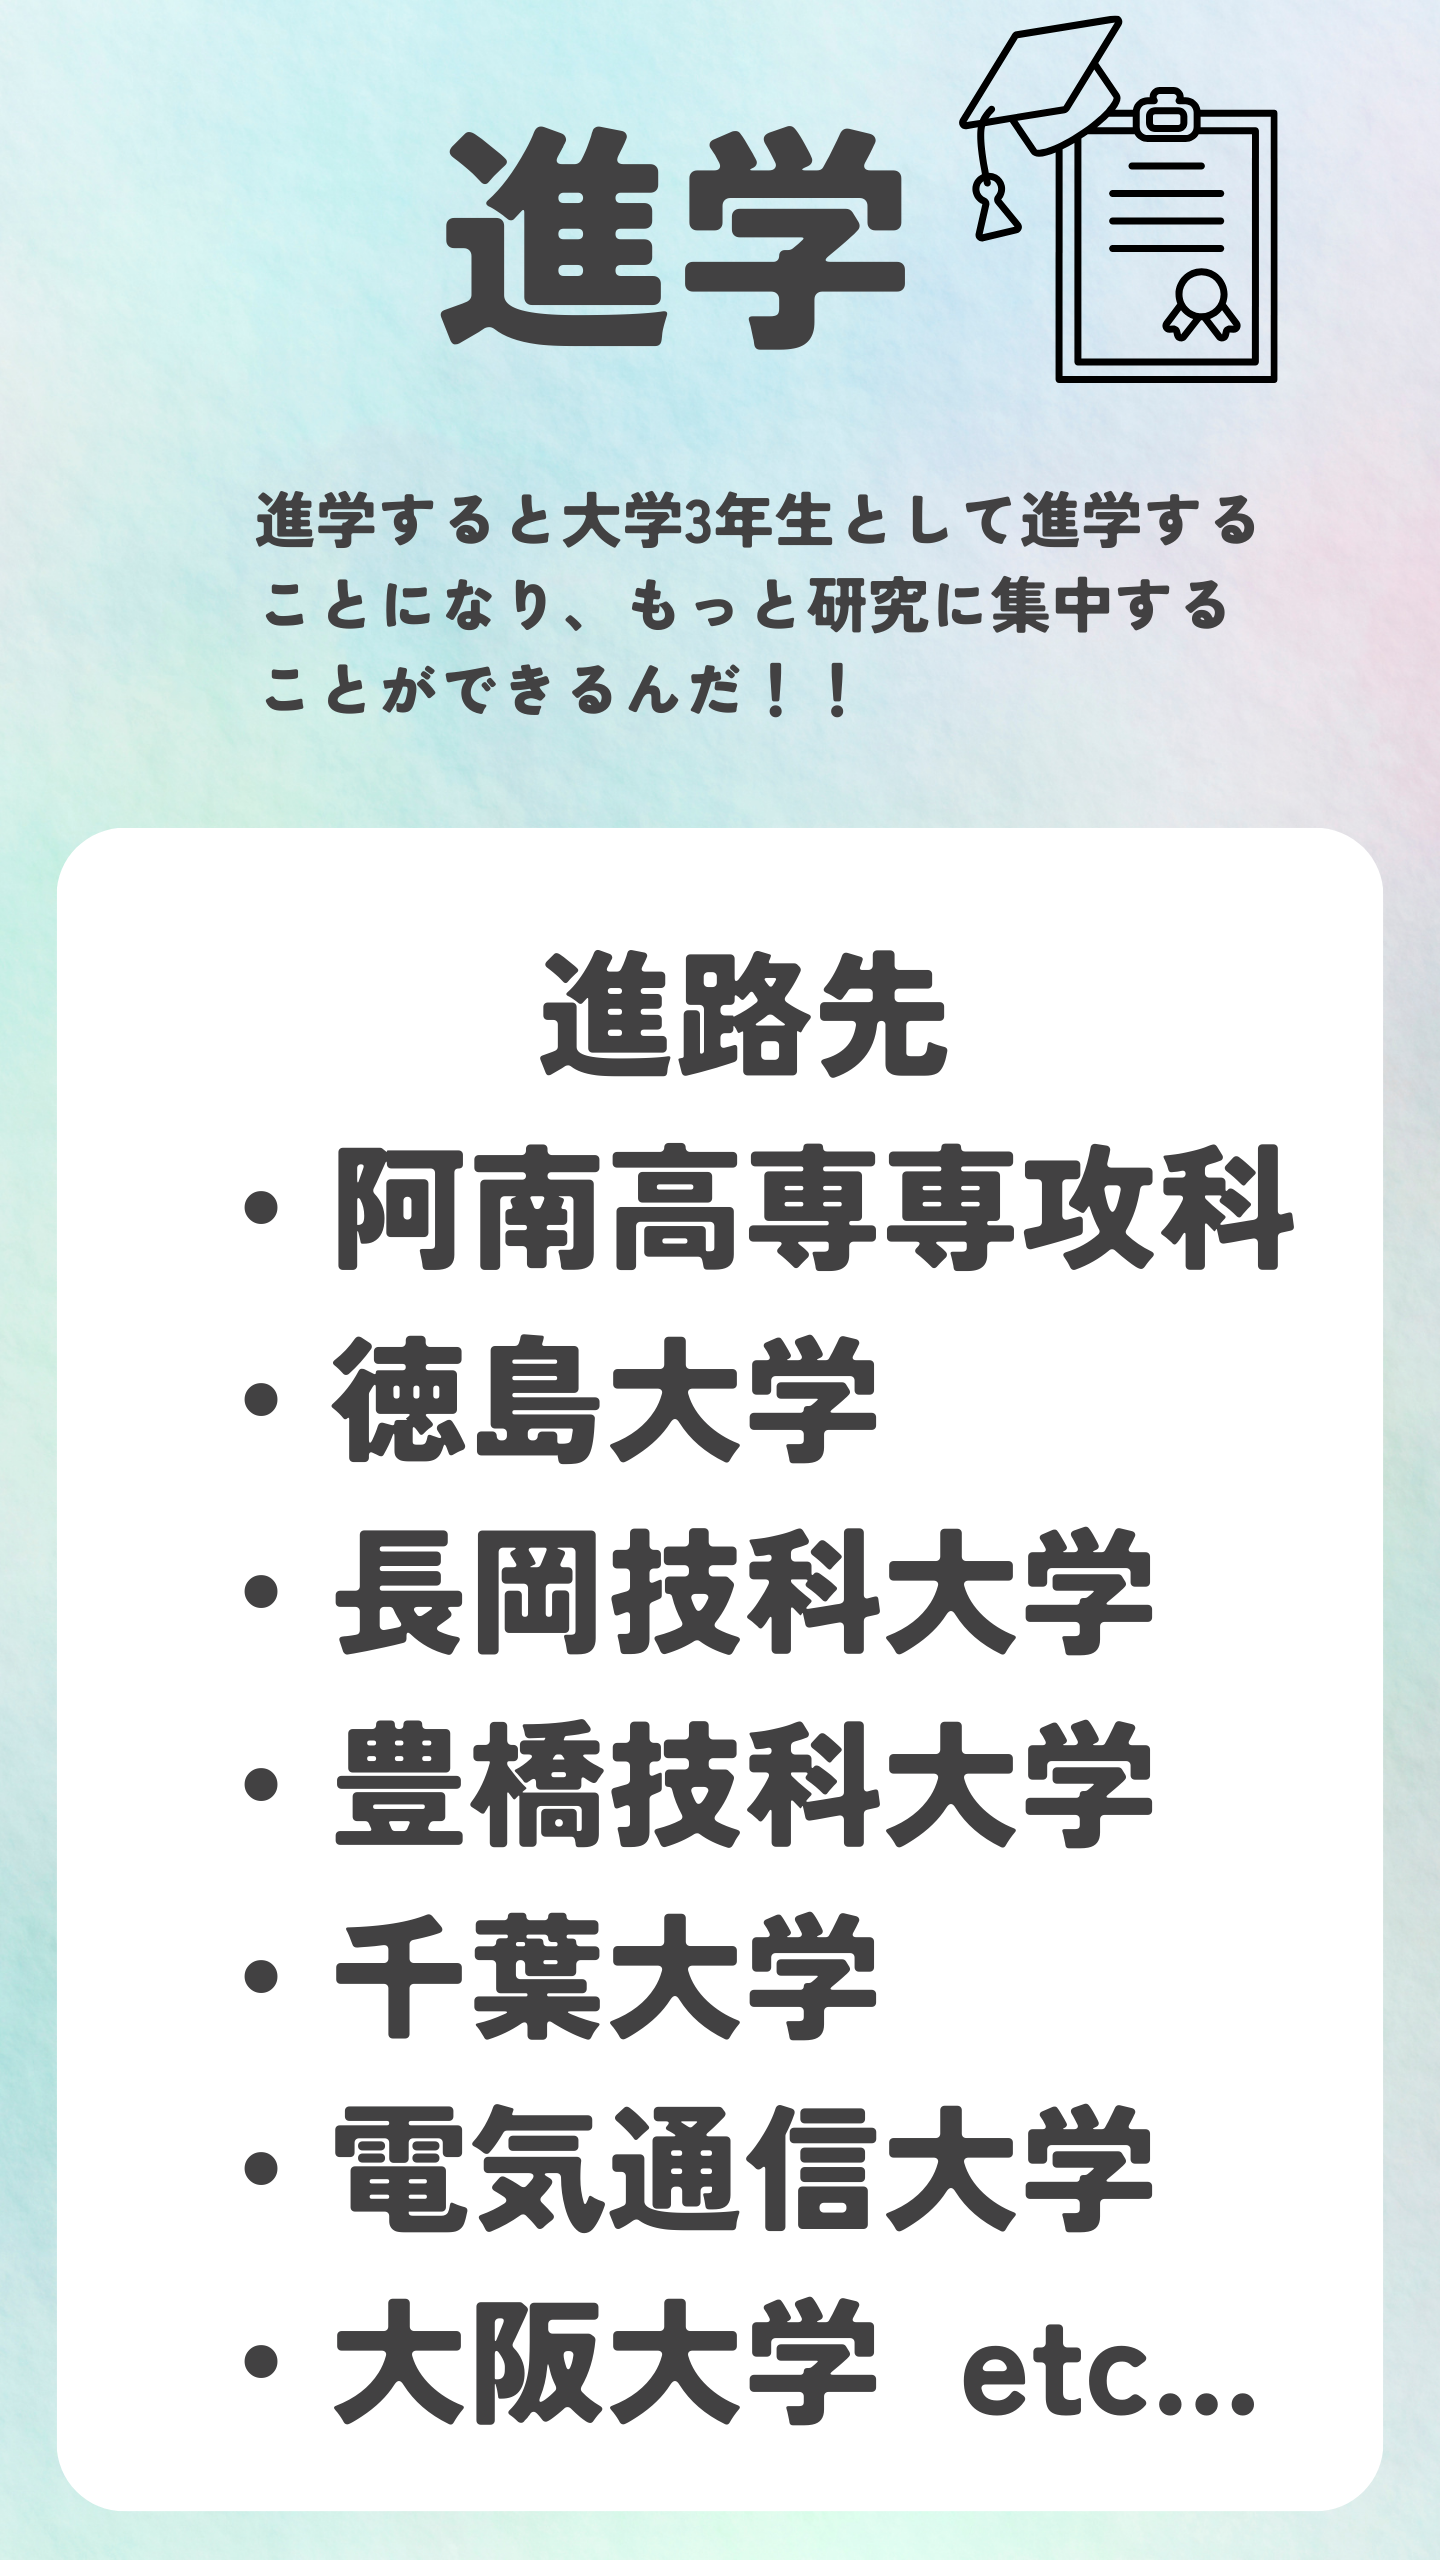 進学
進学すると大学3年生として進学する
ことになり、もっと研究に集中する
ことができるんだ！！
進路先
・阿南高専専攻科
・徳島大学
・長岡技科大学
・豊橋技科大学
・千葉大学
・電気通信大学
・大阪大学 etc...